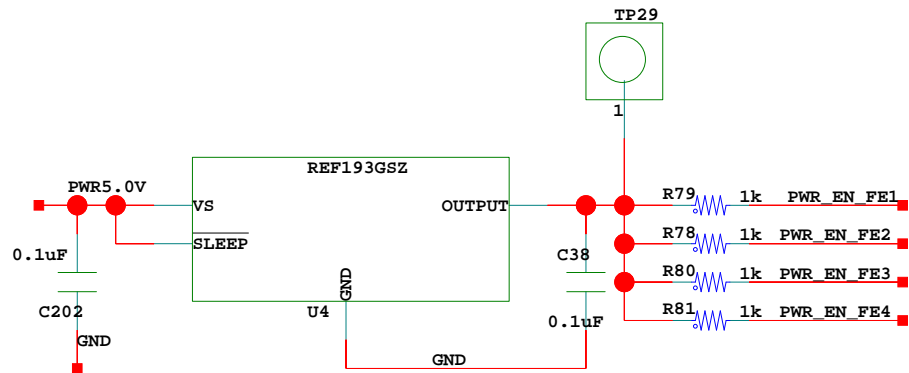 TP29
1
REF193GSZ
PWR5.0V
VS
OUTPUT
SLEEP
GND
U4
0.1uF
C202
GND
C38
0.1uF
GND
R79 1k PWR_EN_FE1
R78 1k PWR_EN_FE2
R80 1k PWR_EN_FE3
R81 1k PWR_EN_FE4